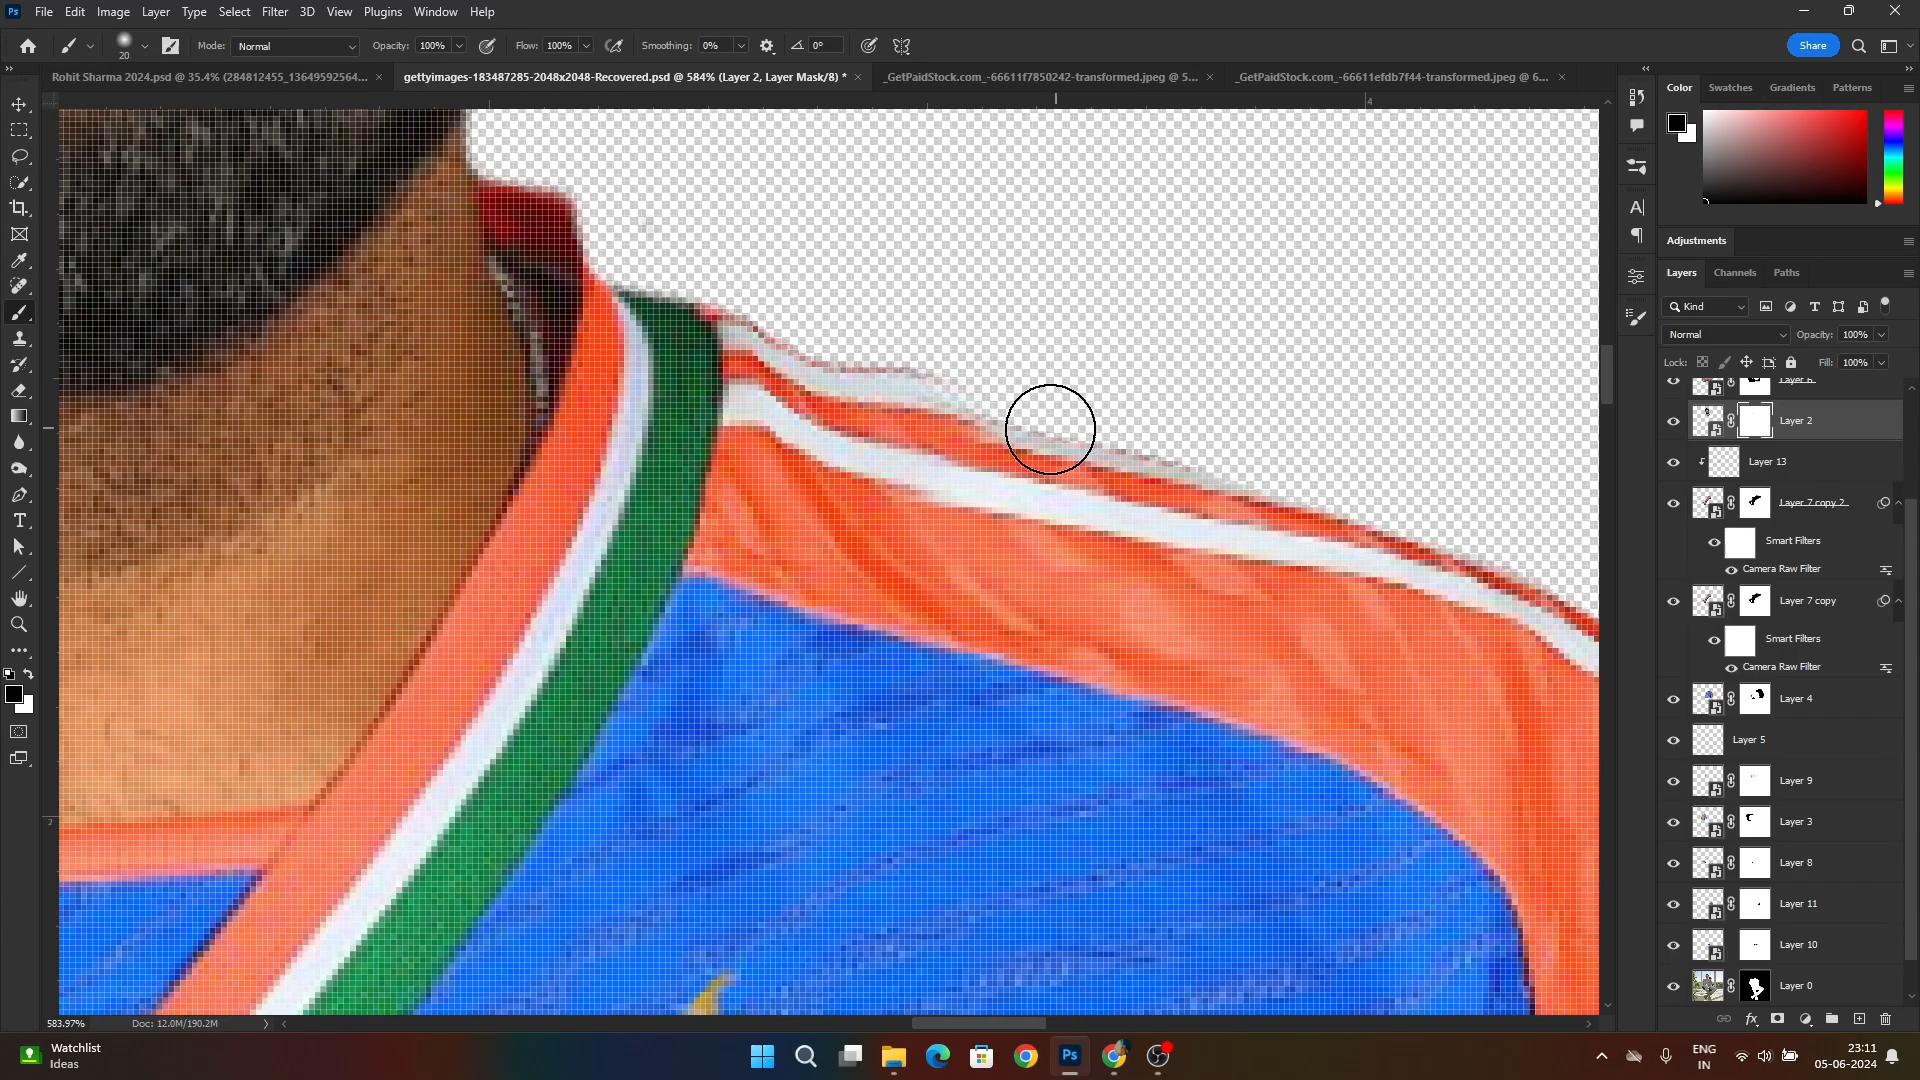 Ps File Edit Image Layer Type Select Filter 3D View Plugins Window Help
20 Mode: Normal Opacity: 100% Flow: 100% Smoothing: 0% 0° Share
Rohit Sharma 2024.psd @ 35.4% (284812455_13649592564... × gettyimages-183487285-2048x2048-Recovered.psd @ 584% (Layer 2, Layer Mask/8) * × _GetPaidStock.com_-66611f7850242-transformed.jpeg @ 5... × _GetPaidStock.com_-66611efdb7f44-transformed.jpeg @ 6... ×
Color Swatches Gradients Patterns
4
Adjustments
Layers Channels Paths
Kind
Normal Opacity: 100%
Lock: Fill: 100%
Layer 6
Layer 2
Layer 13
Layer 7 copy 2
Smart Filters
Camera Raw Filter
Layer 7 copy
Smart Filters
Camera Raw Filter
Layer 4
Layer 5
Layer 9
Layer 3
2
Layer 8
Layer 11
Layer 10
Layer 0
583.97% Doc: 12.0M/190.2M
Watchlist
Ideas
ENG
IN
23:11
05-06-2024